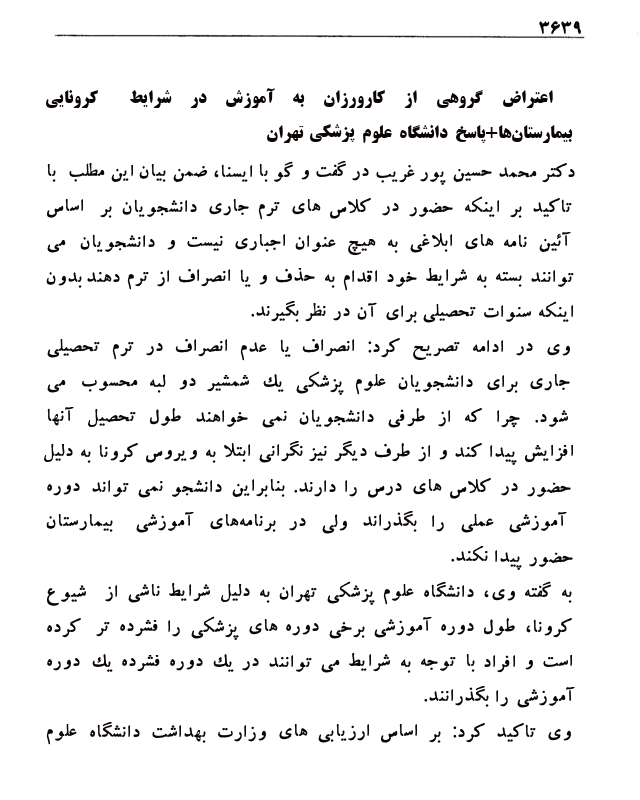 ۳۶۳۹
اعتراض گروهی از کارورزان به آموزش در شرایط کرونایی
بیمارستان‌ها+پاسخ دانشگاه علوم پزشکی تهران
دکتر محمد حسین پور غریب در گفت و گو با ایسنا، ضمن بیان این مطلب با
تاکید بر اینکه حضور در کلاس های ترم جاری دانشجویان بر اساس
آئین نامه های ابلاغی به هیچ عنوان اجباری نیست و دانشجویان می
توانند بسته به شرایط خود اقدام به حذف و یا انصراف از ترم دهند بدون
اینکه سنوات تحصیلی برای آن در نظر بگیرند.
وی در ادامه تصریح کرد: انصراف یا عدم انصراف در ترم تحصیلی
جاری برای دانشجویان علوم پزشکی یك شمشیر دو لبه محسوب می
شود. چرا که از طرفی دانشجویان نمی خواهند طول تحصیل آنها
افزایش پیدا کند و از طرف دیگر نیز نگرانی ابتلا به ویروس کرونا به دلیل
حضور در کلاس های درس را دارند. بنابراین دانشجو نمی تواند دوره
آموزشی عملی را بگذراند ولی در برنامه‌های آموزشی بیمارستان
حضور پیدا نکند.
به گفته وی، دانشگاه علوم پزشکی تهران به دلیل شرایط ناشی از شیوع
کرونا، طول دوره آموزشی برخی دوره های پزشکی را فشرده تر کرده
است و افراد با توجه به شرایط می توانند در یك دوره فشرده یك دوره
آموزشی را بگذرانند.
وی تاکید کرد: بر اساس ارزیابی های وزارت بهداشت دانشگاه علوم